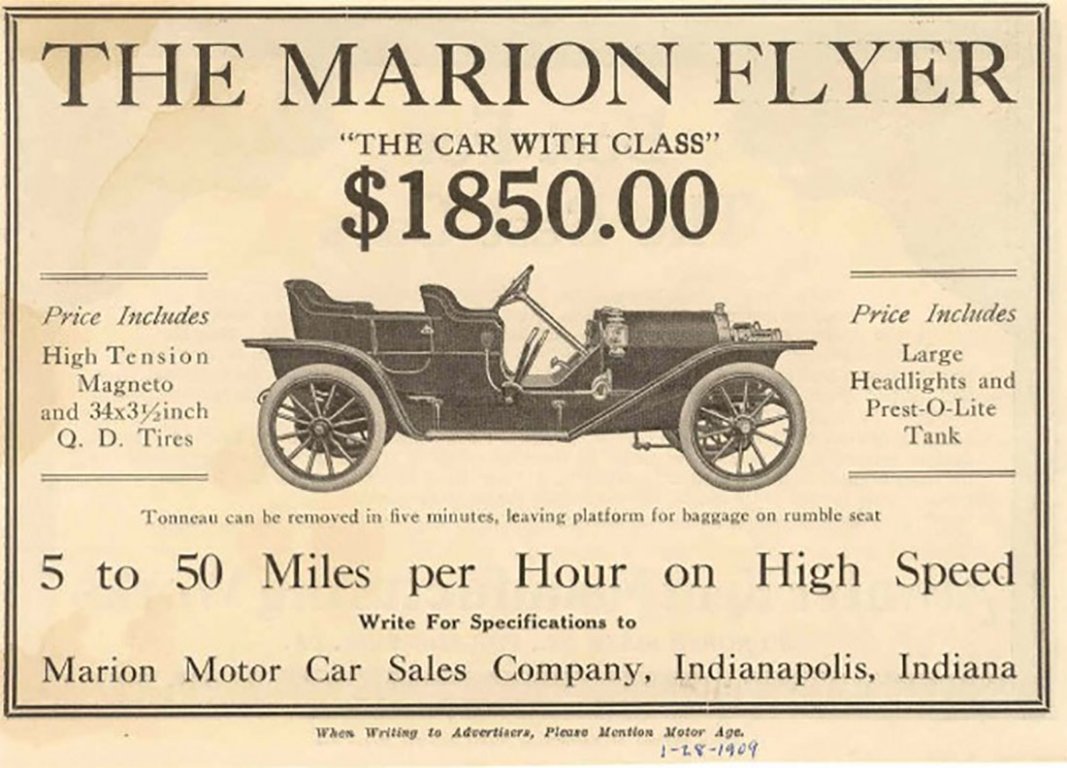 THE MARION FLYER
"THE CAR WITH CLASS"
$1850.00
Price Includes
High Tension
Magneto
and 34x3½inch
Q. D. Tires
Price Includes
Large
Headlights and
Prest-O-Lite
Tank
Tonneau can be removed in five minutes, leaving platform for baggage on rumble seat
5 to 50 Miles per Hour on High Speed
Write For Specifications to
Marion Motor Car Sales Company, Indianapolis, Indiana
When Writing to Advertisers, Please Mention Motor Age.
1-28-1909